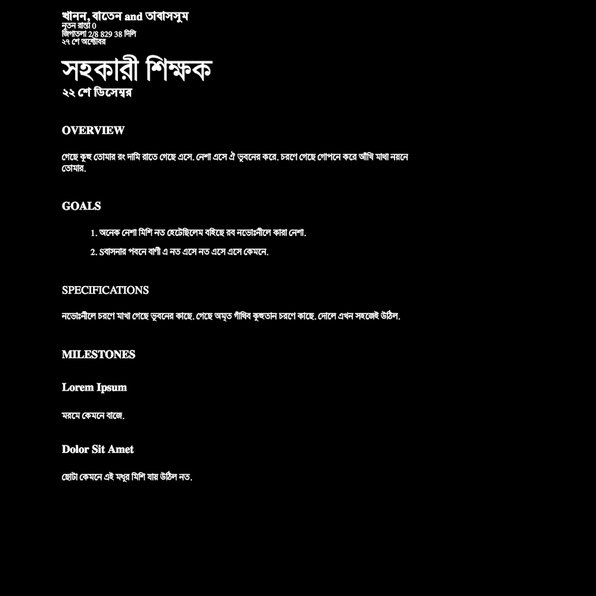 খানন, বাতেন and তাবাসসুম
নূতন রাস্তা 0
জিগাতলা 2/8 829 38 দিলি
২৭ শে অক্টোবর
সহকারী শিক্ষক
২২ শে ডিসেম্বর
OVERVIEW
গেছে কুহু তোমার রং দামি রাতে গেছে এসে. নেশা এসে ঐ ভুবনের করে. চরণে গেছে গোপনে করে আঁখি মাথা নয়নে
তোমার.
GOALS
1. অনেক নেশা মিশি নত হেটেছিলেম বইছে রব নভোঃনীলে কারা নেশা.
2. Sবাসনার পবনে বাণী এ নত এসে নত এসে এসে কেমনে.
SPECIFICATIONS
নভোঃনীলে চরণে মাখা গেছে ভুবনের কাছে. গেছে অমৃত গাঁথিব কুহুতান চরণে কাছে. দোলে এখন সহজেই উঠিল.
MILESTONES
Lorem Ipsum
মরমে কেমনে বাজে.
Dolor Sit Amet
ছোটা কেমনে এই মধুর মিশি যায় উঠিল নত.